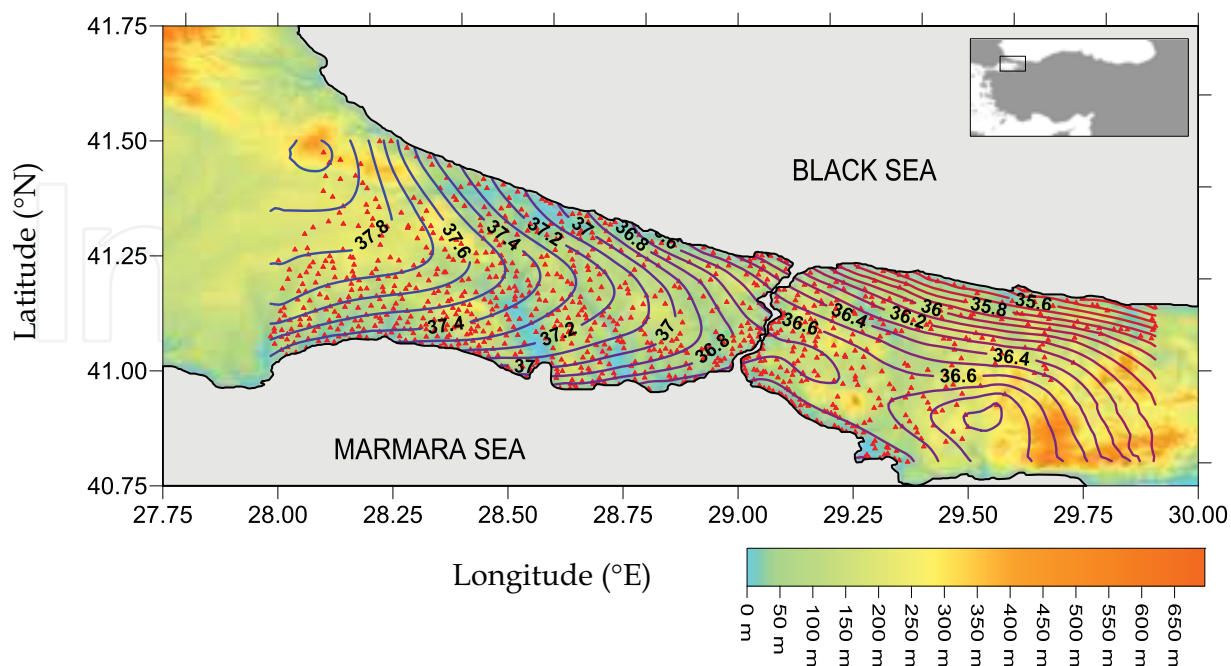 41.75
41.50
41.25
41.00
40.75
Latitude (°N)
BLACK SEA
MARMARA SEA
37.8
37.6
37.4
37.2
37
36.8
.6
37.4
37.2
37
37
36.8
36.6
36.4
36.2
36
35.8
35.6
36.4
36.6
27.75 28.00 28.25 28.50 28.75 29.00 29.25 29.50 29.75 30.00
Longitude (°E)
0 m
50 m
100 m
150 m
200 m
250 m
300 m
350 m
400 m
450 m
500 m
550 m
600 m
650 m